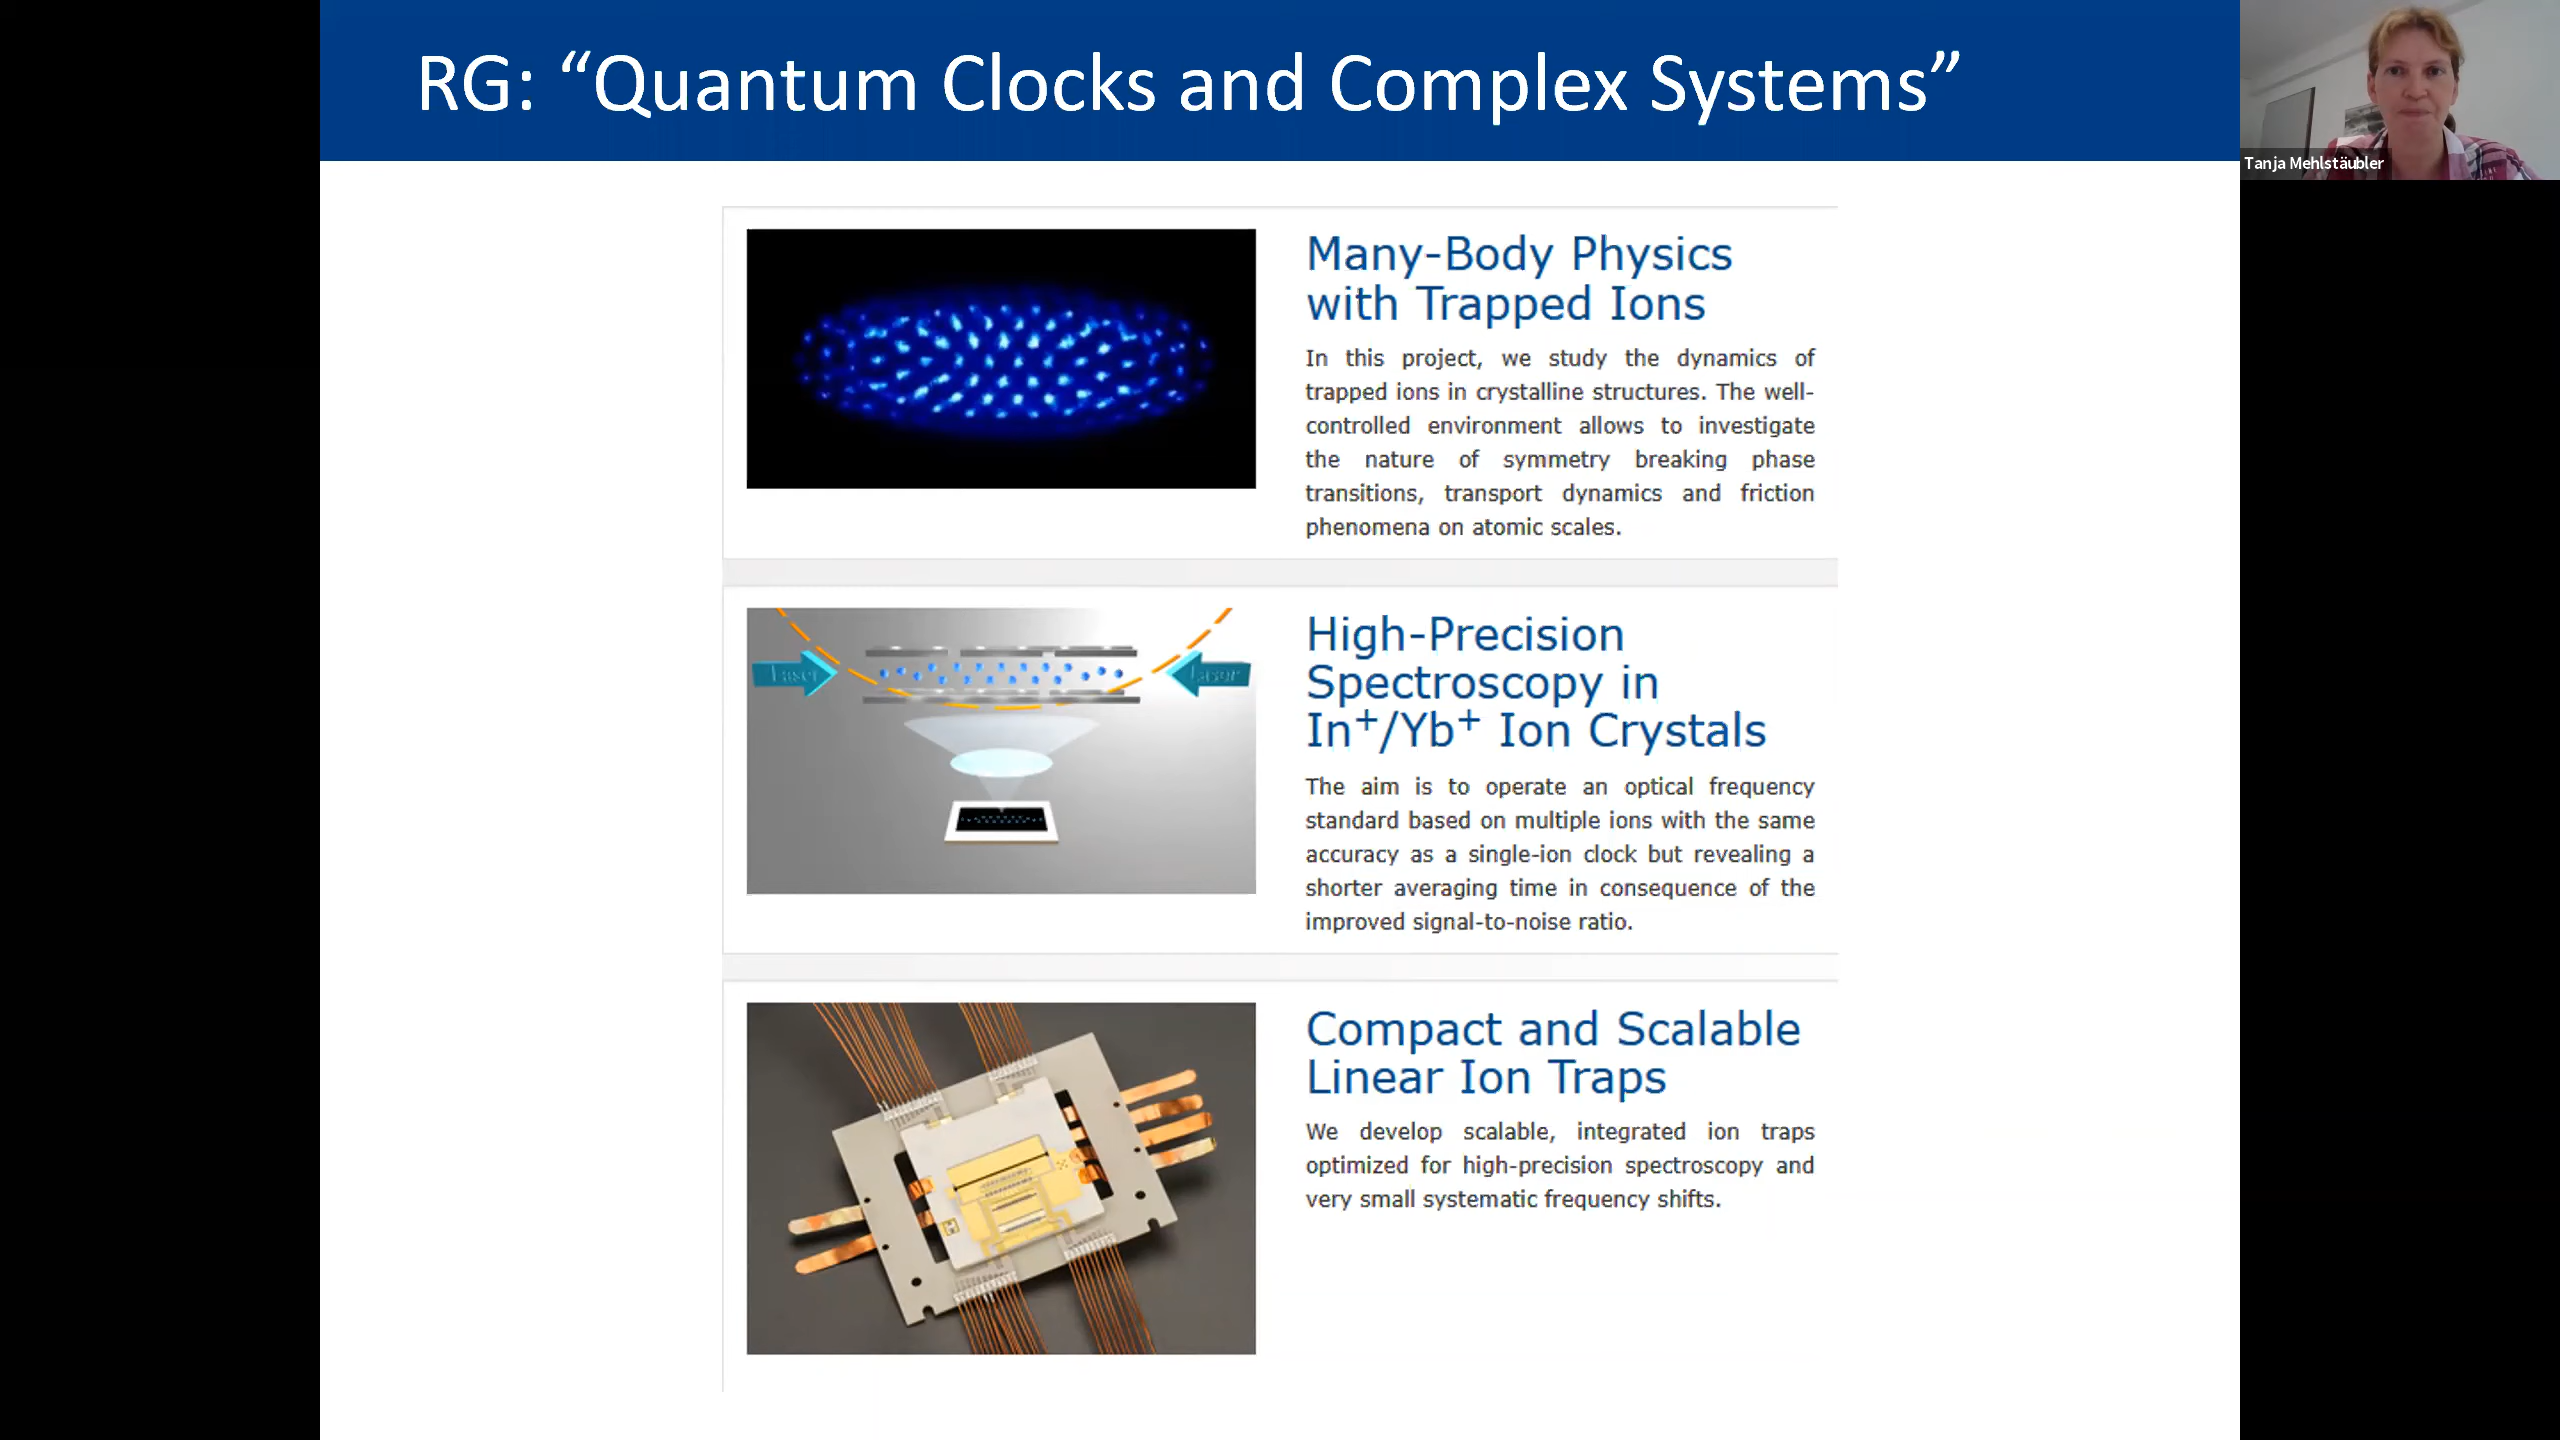 RG: “Quantum Clocks and Complex Systems”
Tanja Mehlstäubler
Many-Body Physics
with Trapped Ions
In this project, we study the dynamics of
trapped ions in crystalline structures. The well-
controlled environment allows to investigate
the nature of symmetry breaking phase
transitions, transport dynamics and friction
phenomena on atomic scales.
Laser
Laser
High-Precision
Spectroscopy in
In⁺/Yb⁺ Ion Crystals
The aim is to operate an optical frequency
standard based on multiple ions with the same
accuracy as a single-ion clock but revealing a
shorter averaging time in consequence of the
improved signal-to-noise ratio.
Compact and Scalable
Linear Ion Traps
We develop scalable, integrated ion traps
optimized for high-precision spectroscopy and
very small systematic frequency shifts.